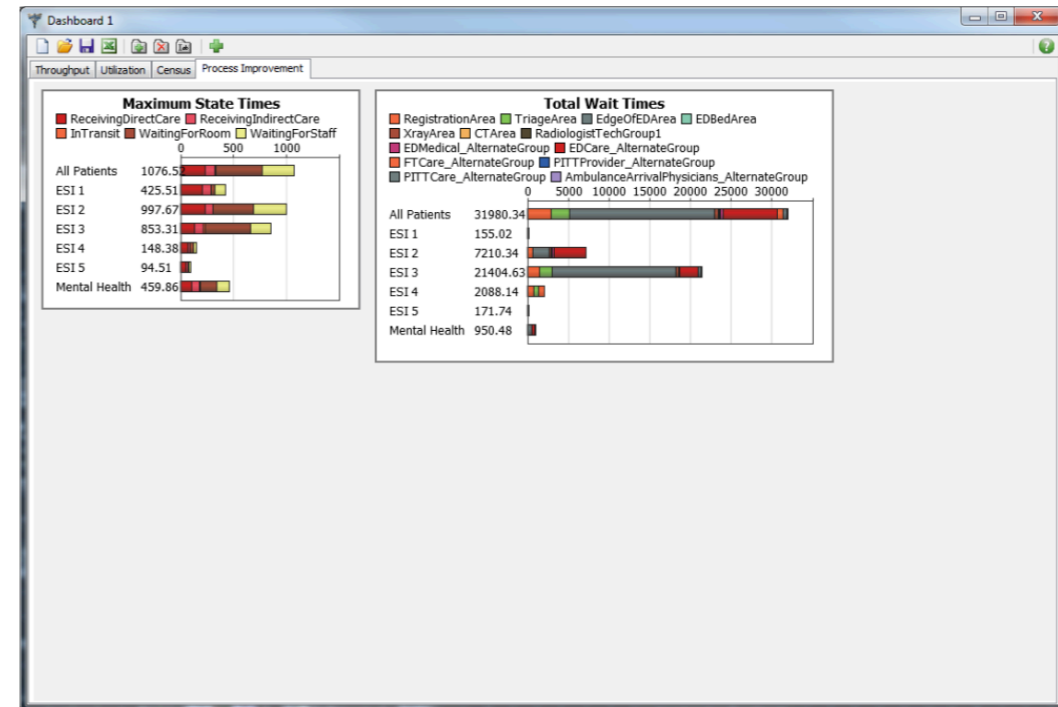 Dashboard 1
Throughput Utilization Census Process Improvement
Maximum State Times
ReceivingDirectCare ReceivingIndirectCare
InTransit WaitingForRoom WaitingForStaff
0 500 1000
All Patients 1076.52
ESI 1 425.51
ESI 2 997.67
ESI 3 853.31
ESI 4 148.38
ESI 5 94.51
Mental Health 459.86
Total Wait Times
RegistrationArea TriageArea EdgeOfEDArea EDBedArea
XrayArea CTArea RadiologistTechGroup1
EDMedical_AlternateGroup EDCare_AlternateGroup
FTCare_AlternateGroup PITTProvider_AlternateGroup
PITTCare_AlternateGroup AmbulanceArrivalPhysicians_AlternateGroup
0 5000 10000 15000 20000 25000 30000
All Patients 31980.34
ESI 1 155.02
ESI 2 7210.34
ESI 3 21404.63
ESI 4 2088.14
ESI 5 171.74
Mental Health 950.48